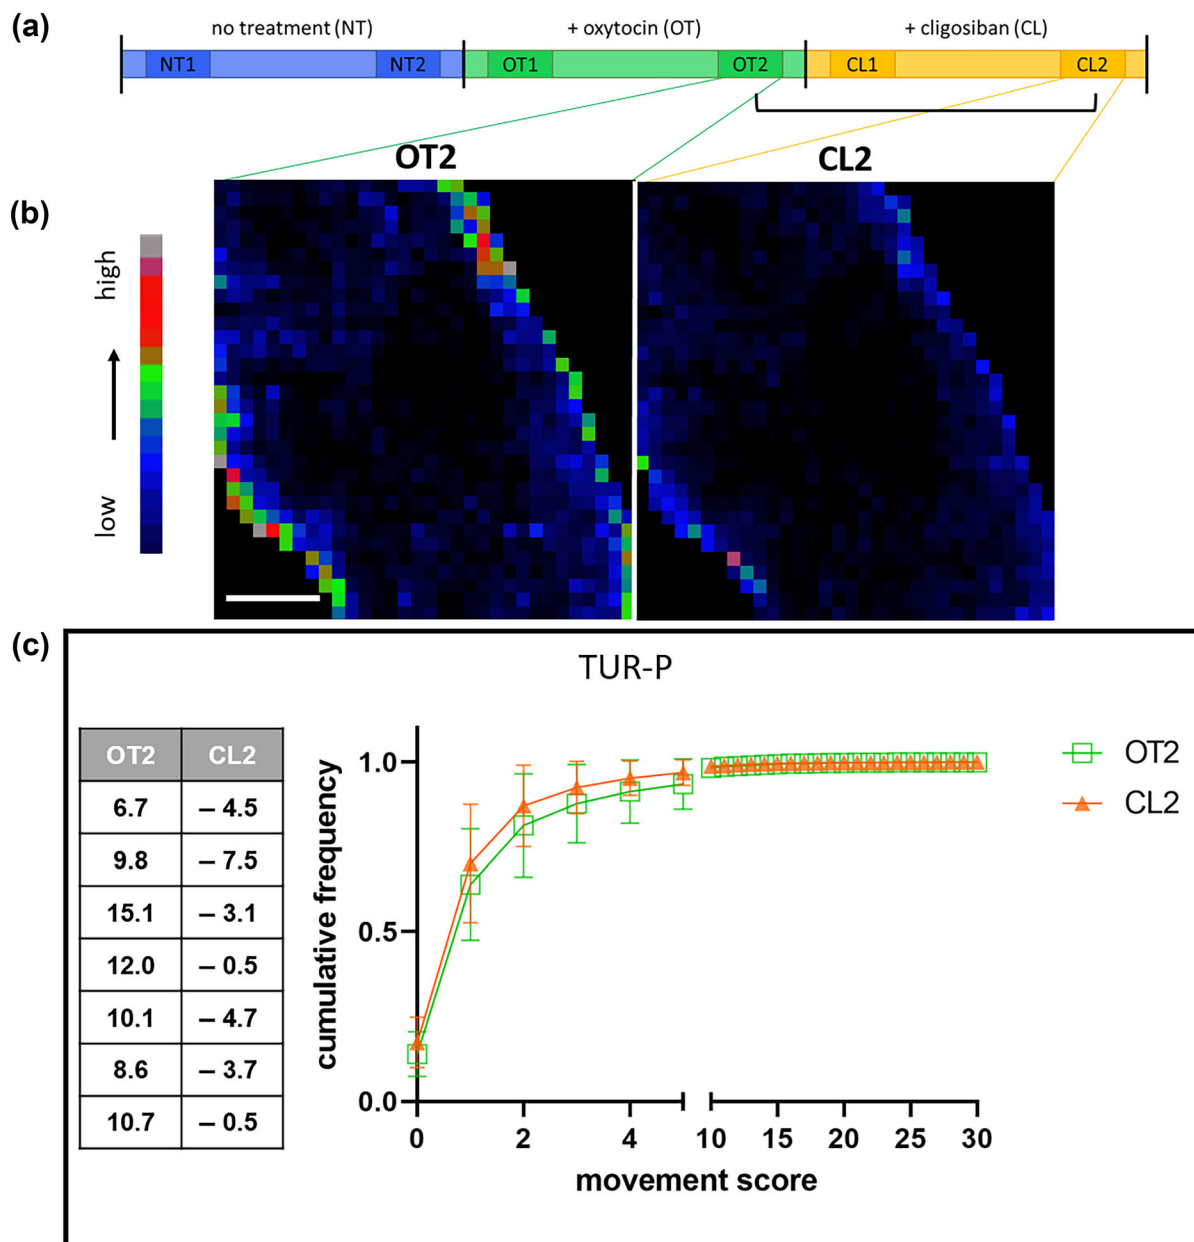 (a)
no treatment (NT) + oxytocin (OT) + cligosiban (CL)
NT1 NT2 OT1 OT2 CL1 CL2
OT2 CL2
(b)
high
low
(c)
TUR-P
OT2 CL2
6.7 – 4.5
9.8 – 7.5
15.1 – 3.1
12.0 – 0.5
10.1 – 4.7
8.6 – 3.7
10.7 – 0.5
cumulative frequency
1.0
0.5
0.0
0 2 4 10 15 20 25 30
movement score
OT2
CL2